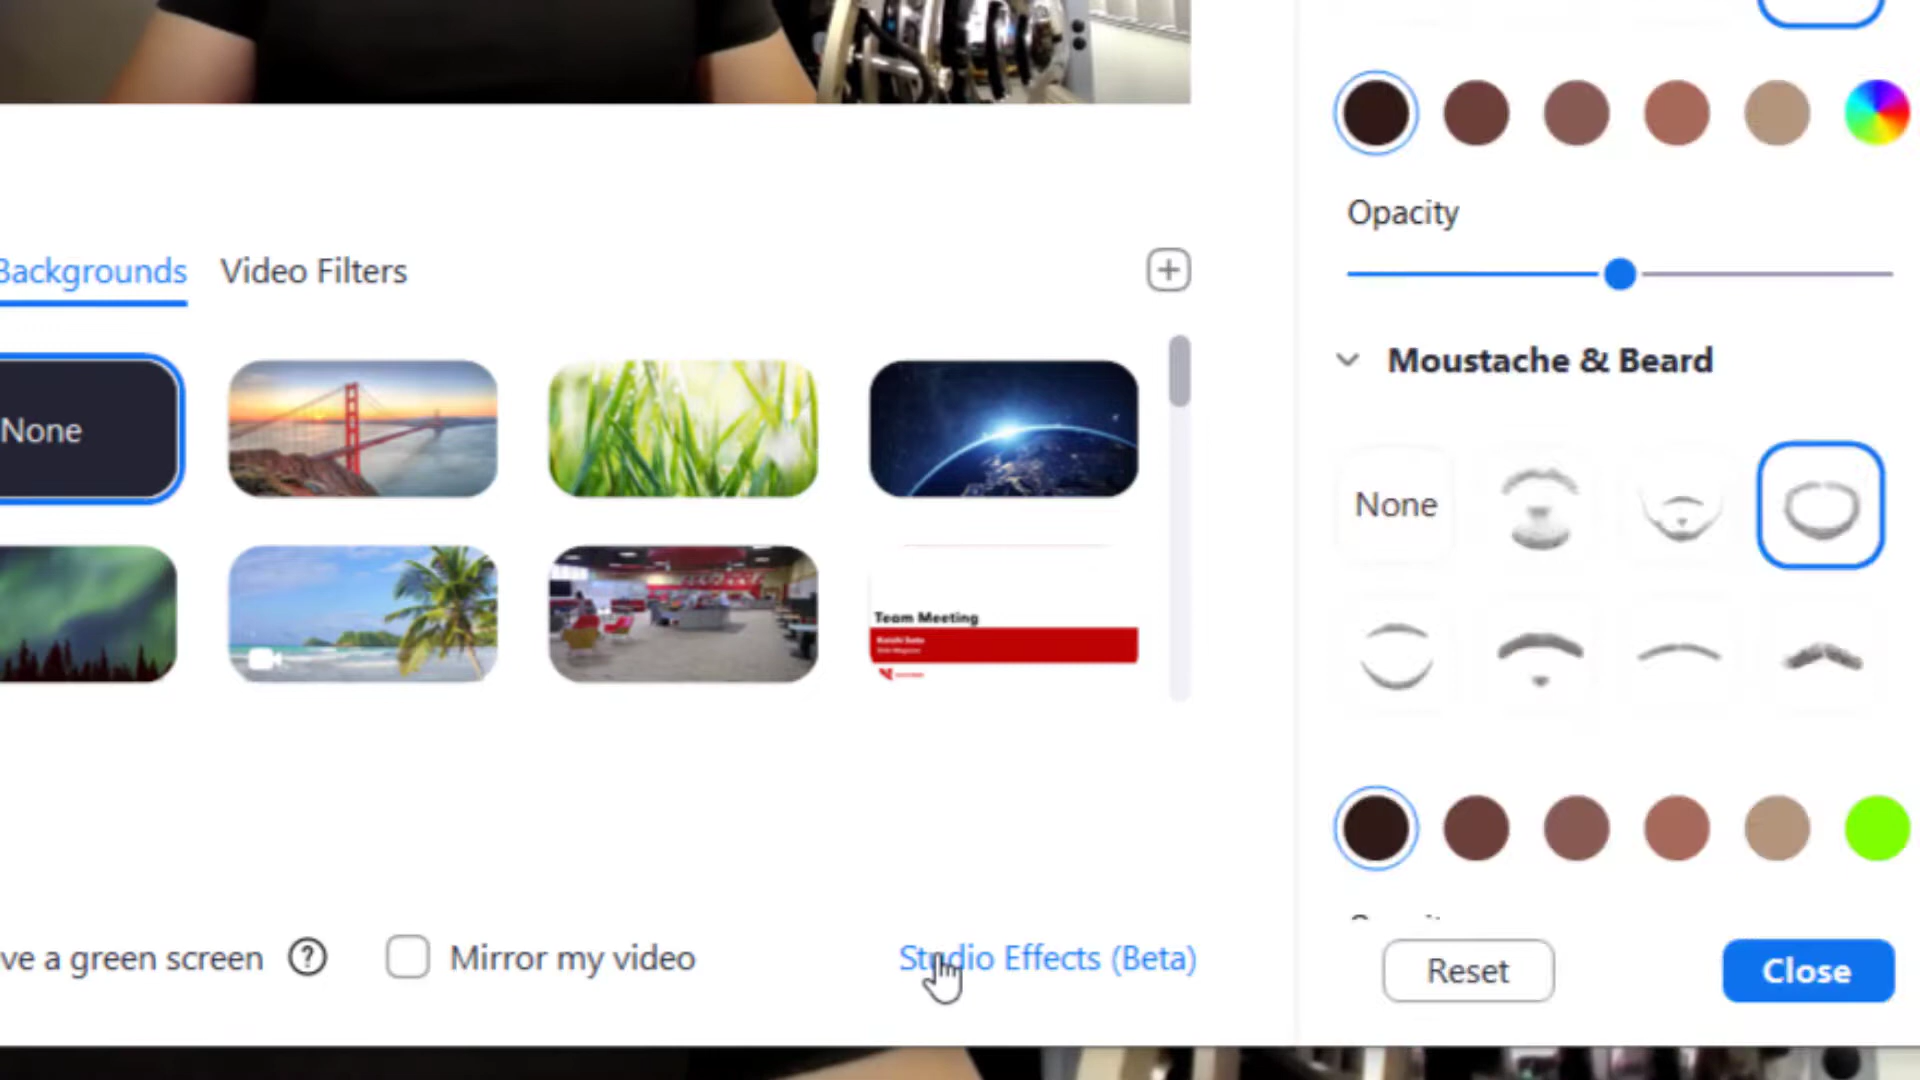 Opacity
Backgrounds
Video Filters
Moustache & Beard
None
None
Team Meeting
ve a green screen
?
Mirror my video
Studio Effects (Beta)
Reset
Close